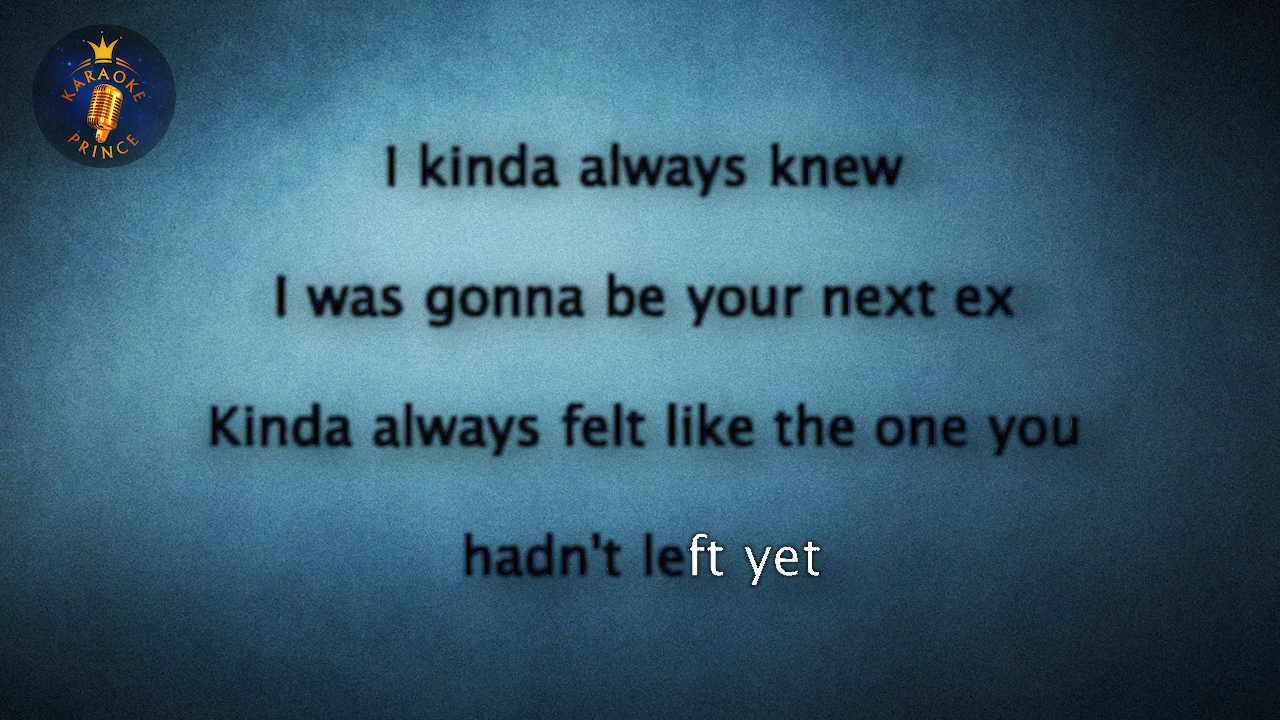 KARAOKE
PRINCE
I kinda always knew
I was gonna be your next ex
Kinda always felt like the one you
hadn't left yet